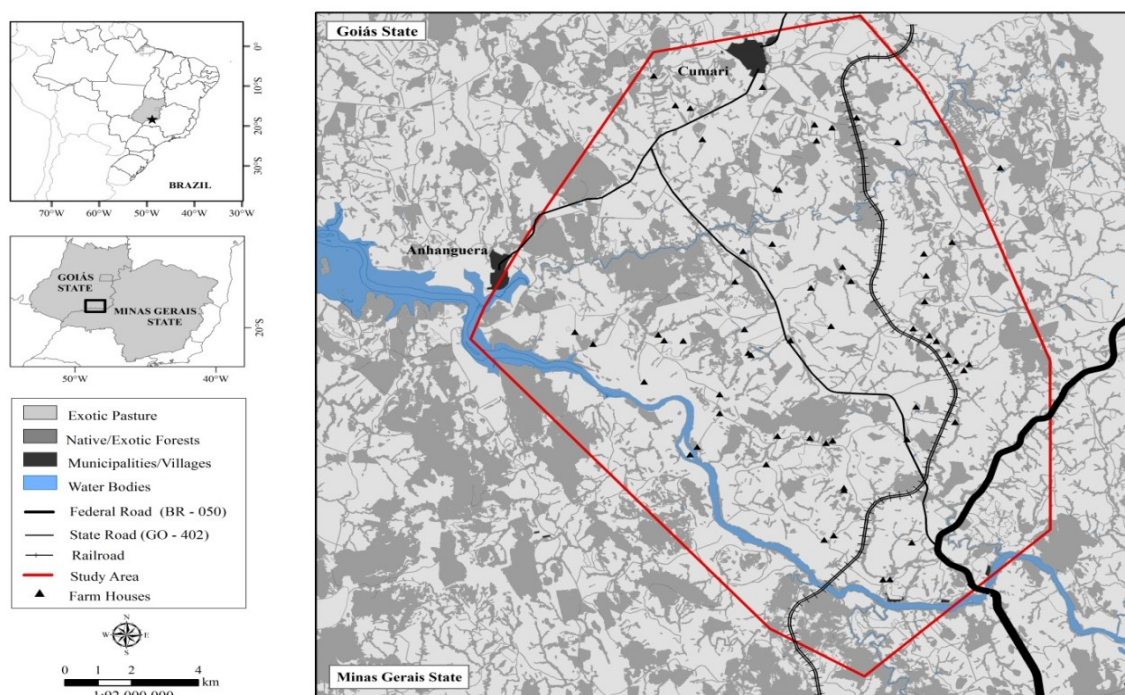 0°
10°S
20°S
30°S
BRAZIL
70°W 60°W 50°W 40°W 30°W
GOIÁS
STATE
MINAS GERAIS
STATE
20°S
50°W 40°W
Exotic Pasture
Native/Exotic Forests
Municipalities/Villages
Water Bodies
Federal Road (BR - 050)
State Road (GO - 402)
Railroad
Study Area
Farm Houses
N
W E
S
0 1 2 4
km
Goiás State
Cumari
Anhanguera
Minas Gerais State